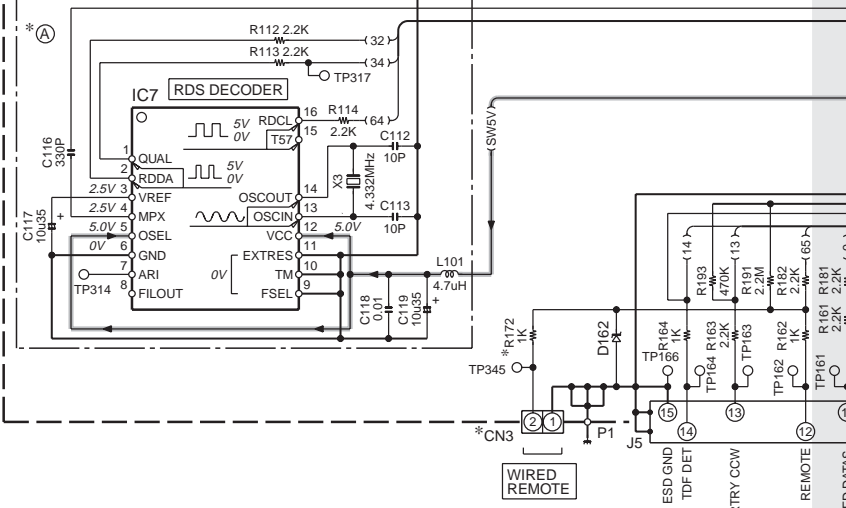 *A
R112 2.2K
32
R113 2.2K
34
TP317
IC7
RDS DECODER
16
R114
64
2.2K
RDCL
15
T57
5V
0V
C112
10P
SW5V
C116
330P
1
QUAL
2
RDDA
5V
0V
X3
4.332MHz
2.5V 3
VREF
OSCOUT
14
2.5V 4
MPX
OSCIN
13
C113
10P
C117
10u35
+
5.0V 5
OSEL
VCC
12
5.0V
0V 6
GND
EXTRES
11
7
ARI
0V
TM
10
TP314
8
FILOUT
FSEL
9
L101
4.7uH
C118
0.01
C119
10u35
+
14
13
65
R193
470K
R191
2.2M
R182
2.2K
R181
2.2K
*R172
1K
D162
R164
1K
R163
2.2K
R162
1K
R161
2.2K
TP345
TP166
TP164
TP163
TP162
TP161
*CN3
2
1
P1
J5
15
14
13
12
WIRED
REMOTE
ESD GND
TDF DET
TRY CCW
REMOTE